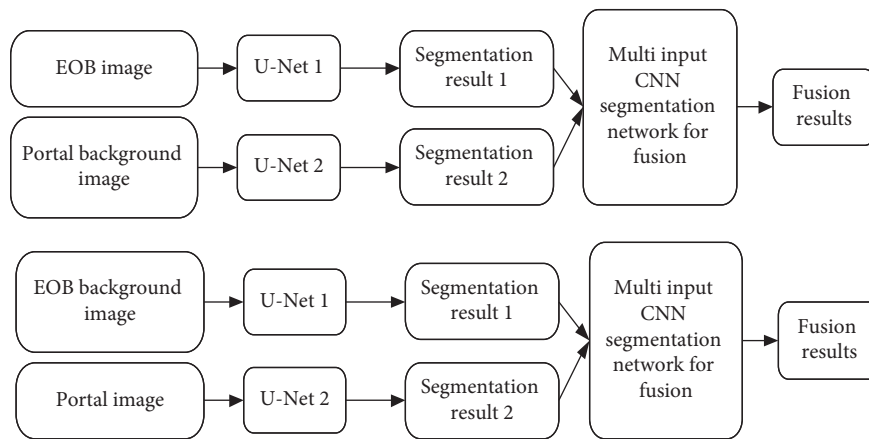 EOB image
U-Net 1
Segmentation
result 1
Multi input
CNN
segmentation
network for
fusion
Fusion
results
Portal background
image
U-Net 2
Segmentation
result 2
EOB background
image
U-Net 1
Segmentation
result 1
Multi input
CNN
segmentation
network for
fusion
Fusion
results
Portal image
U-Net 2
Segmentation
result 2